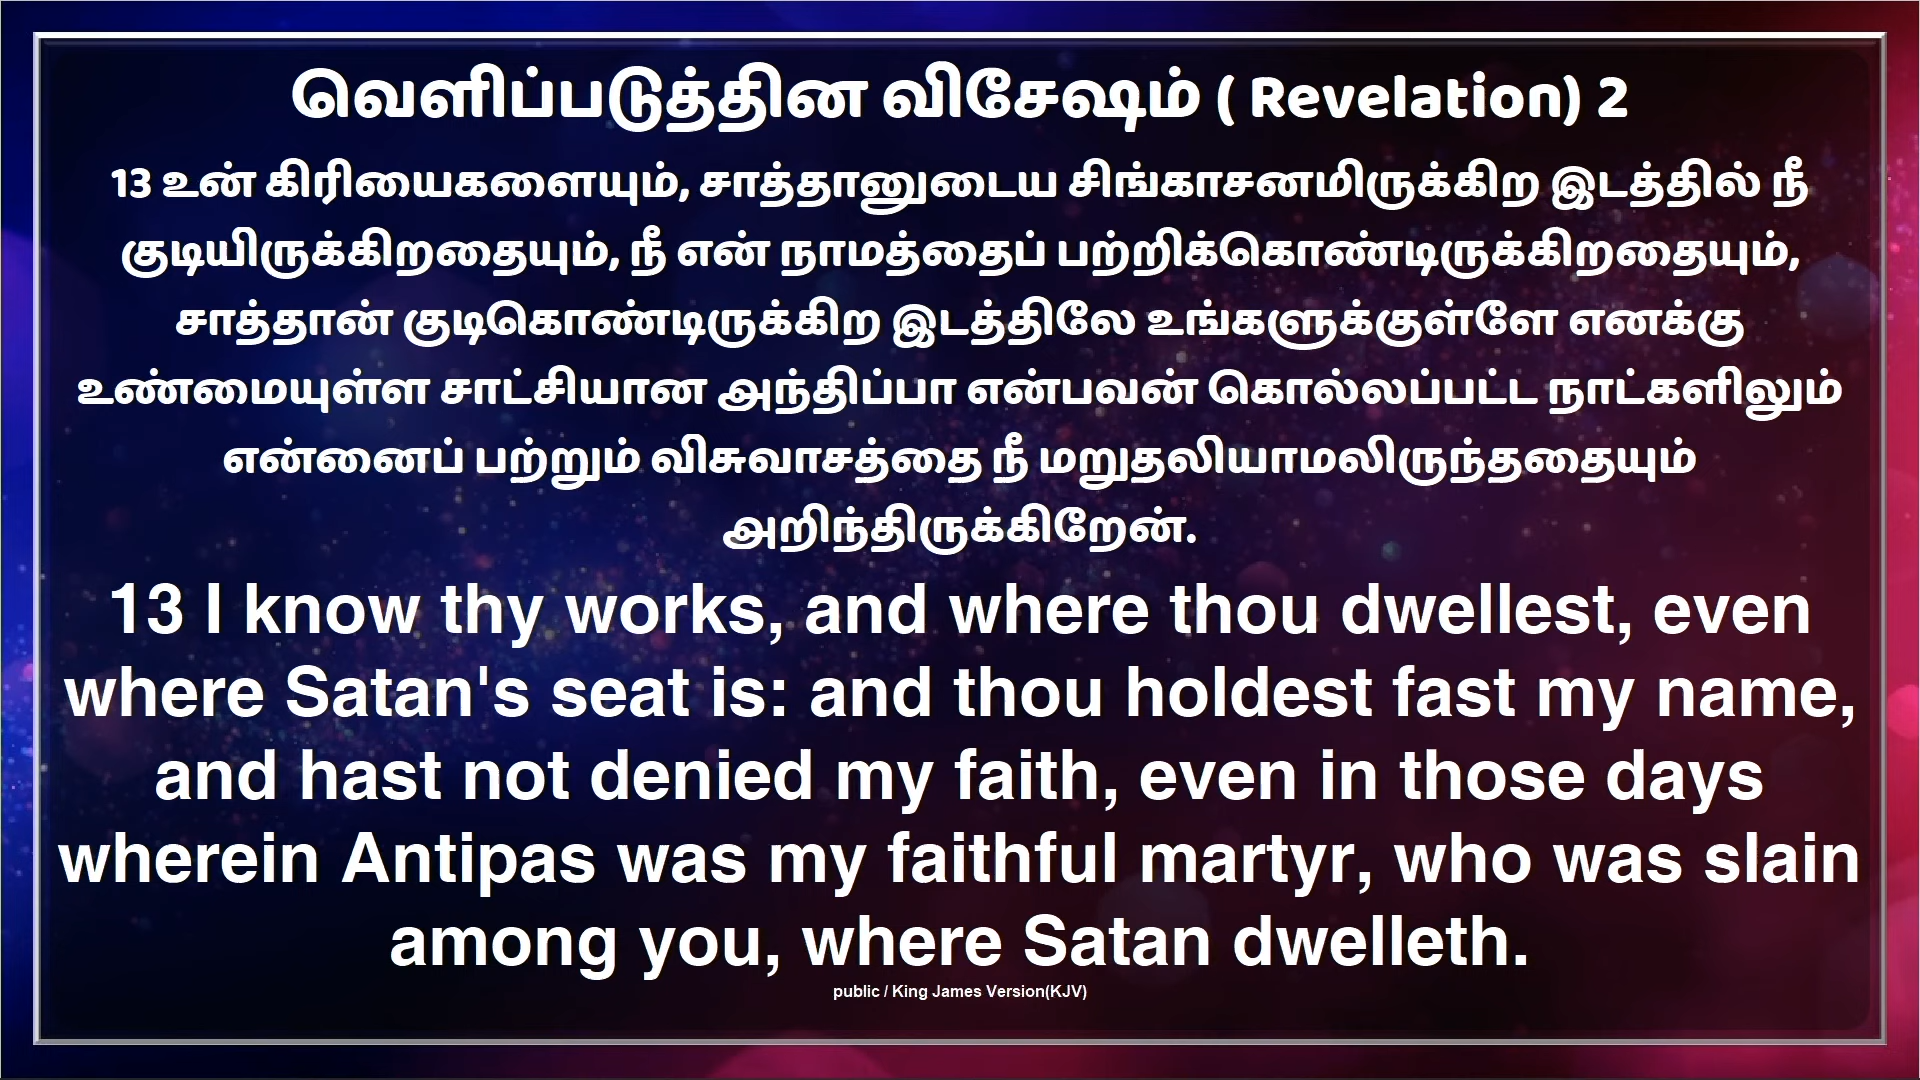 வெளிப்படுத்தின விசேஷம் ( Revelation) 2
13 உன் கிரியைகளையும், சாத்தானுடைய சிங்காசனமிருக்கிற இடத்தில் நீ
குடியிருக்கிறதையும், நீ என் நாமத்தைப் பற்றிக்கொண்டிருக்கிறதையும்,
சாத்தான் குடிகொண்டிருக்கிற இடத்திலே உங்களுக்குள்ளே எனக்கு
உண்மையுள்ள சாட்சியான அந்திப்பா என்பவன் கொல்லப்பட்ட நாட்களிலும்
என்னைப் பற்றும் விசுவாசத்தை நீ மறுதலியாமலிருந்ததையும்
அறிந்திருக்கிறேன்.
13 I know thy works, and where thou dwellest, even
where Satan's seat is: and thou holdest fast my name,
and hast not denied my faith, even in those days
wherein Antipas was my faithful martyr, who was slain
among you, where Satan dwelleth.
public / King James Version(KJV)